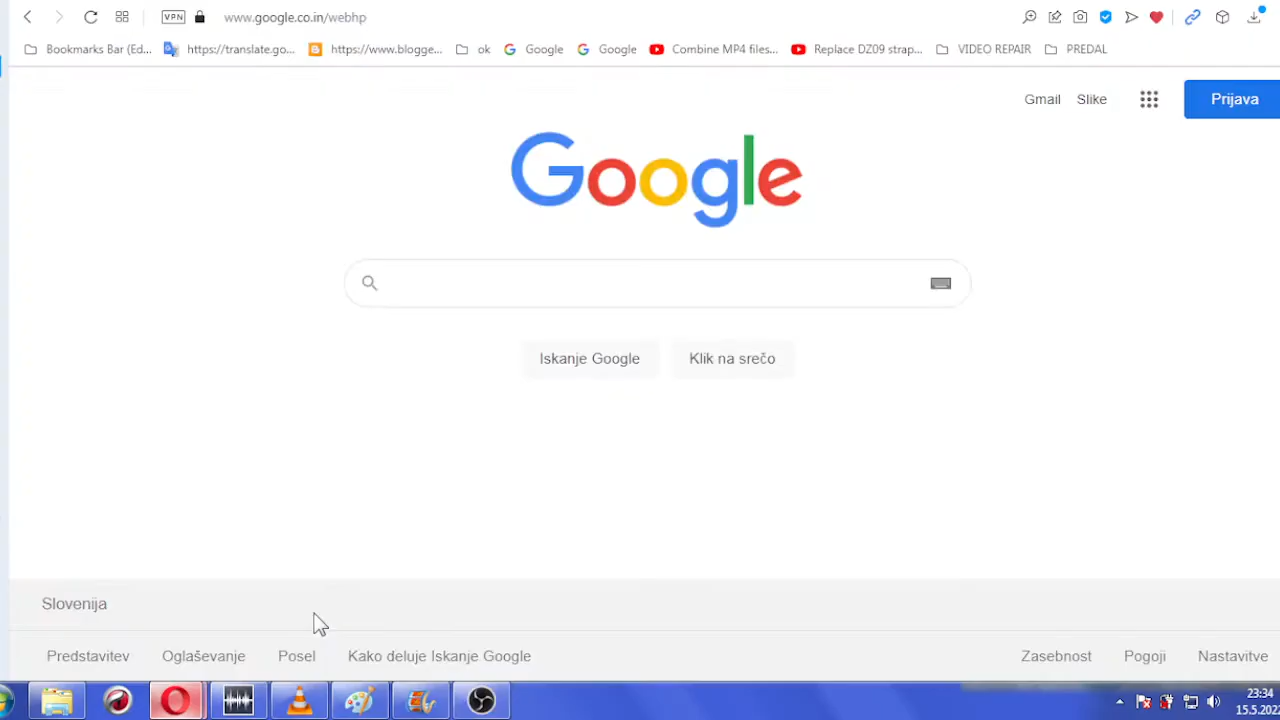 VPN www.google.co.in/webhp
Bookmarks Bar (Ed... https://translate.go... https://www.blogge... ok Google Google Combine MP4 files... Replace DZ09 strap... VIDEO REPAIR PREDAL
Gmail Slike Prijava
Google
Iskanje Google Klik na srečo
Slovenija
Predstavitev Oglaševanje Posel Kako deluje Iskanje Google Zasebnost Pogoji Nastavitve
23:34
15.5.202